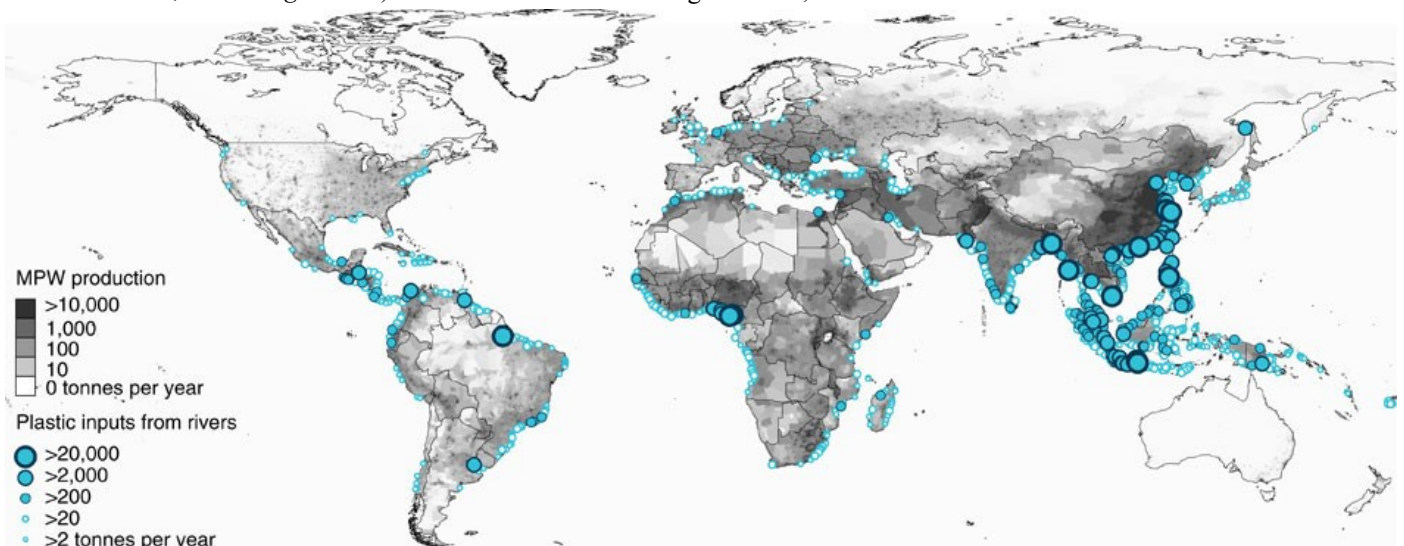 MPW production
>10,000
1,000
100
10
0 tonnes per year
Plastic inputs from rivers
>20,000
>2,000
>200
>20
>2 tonnes per year